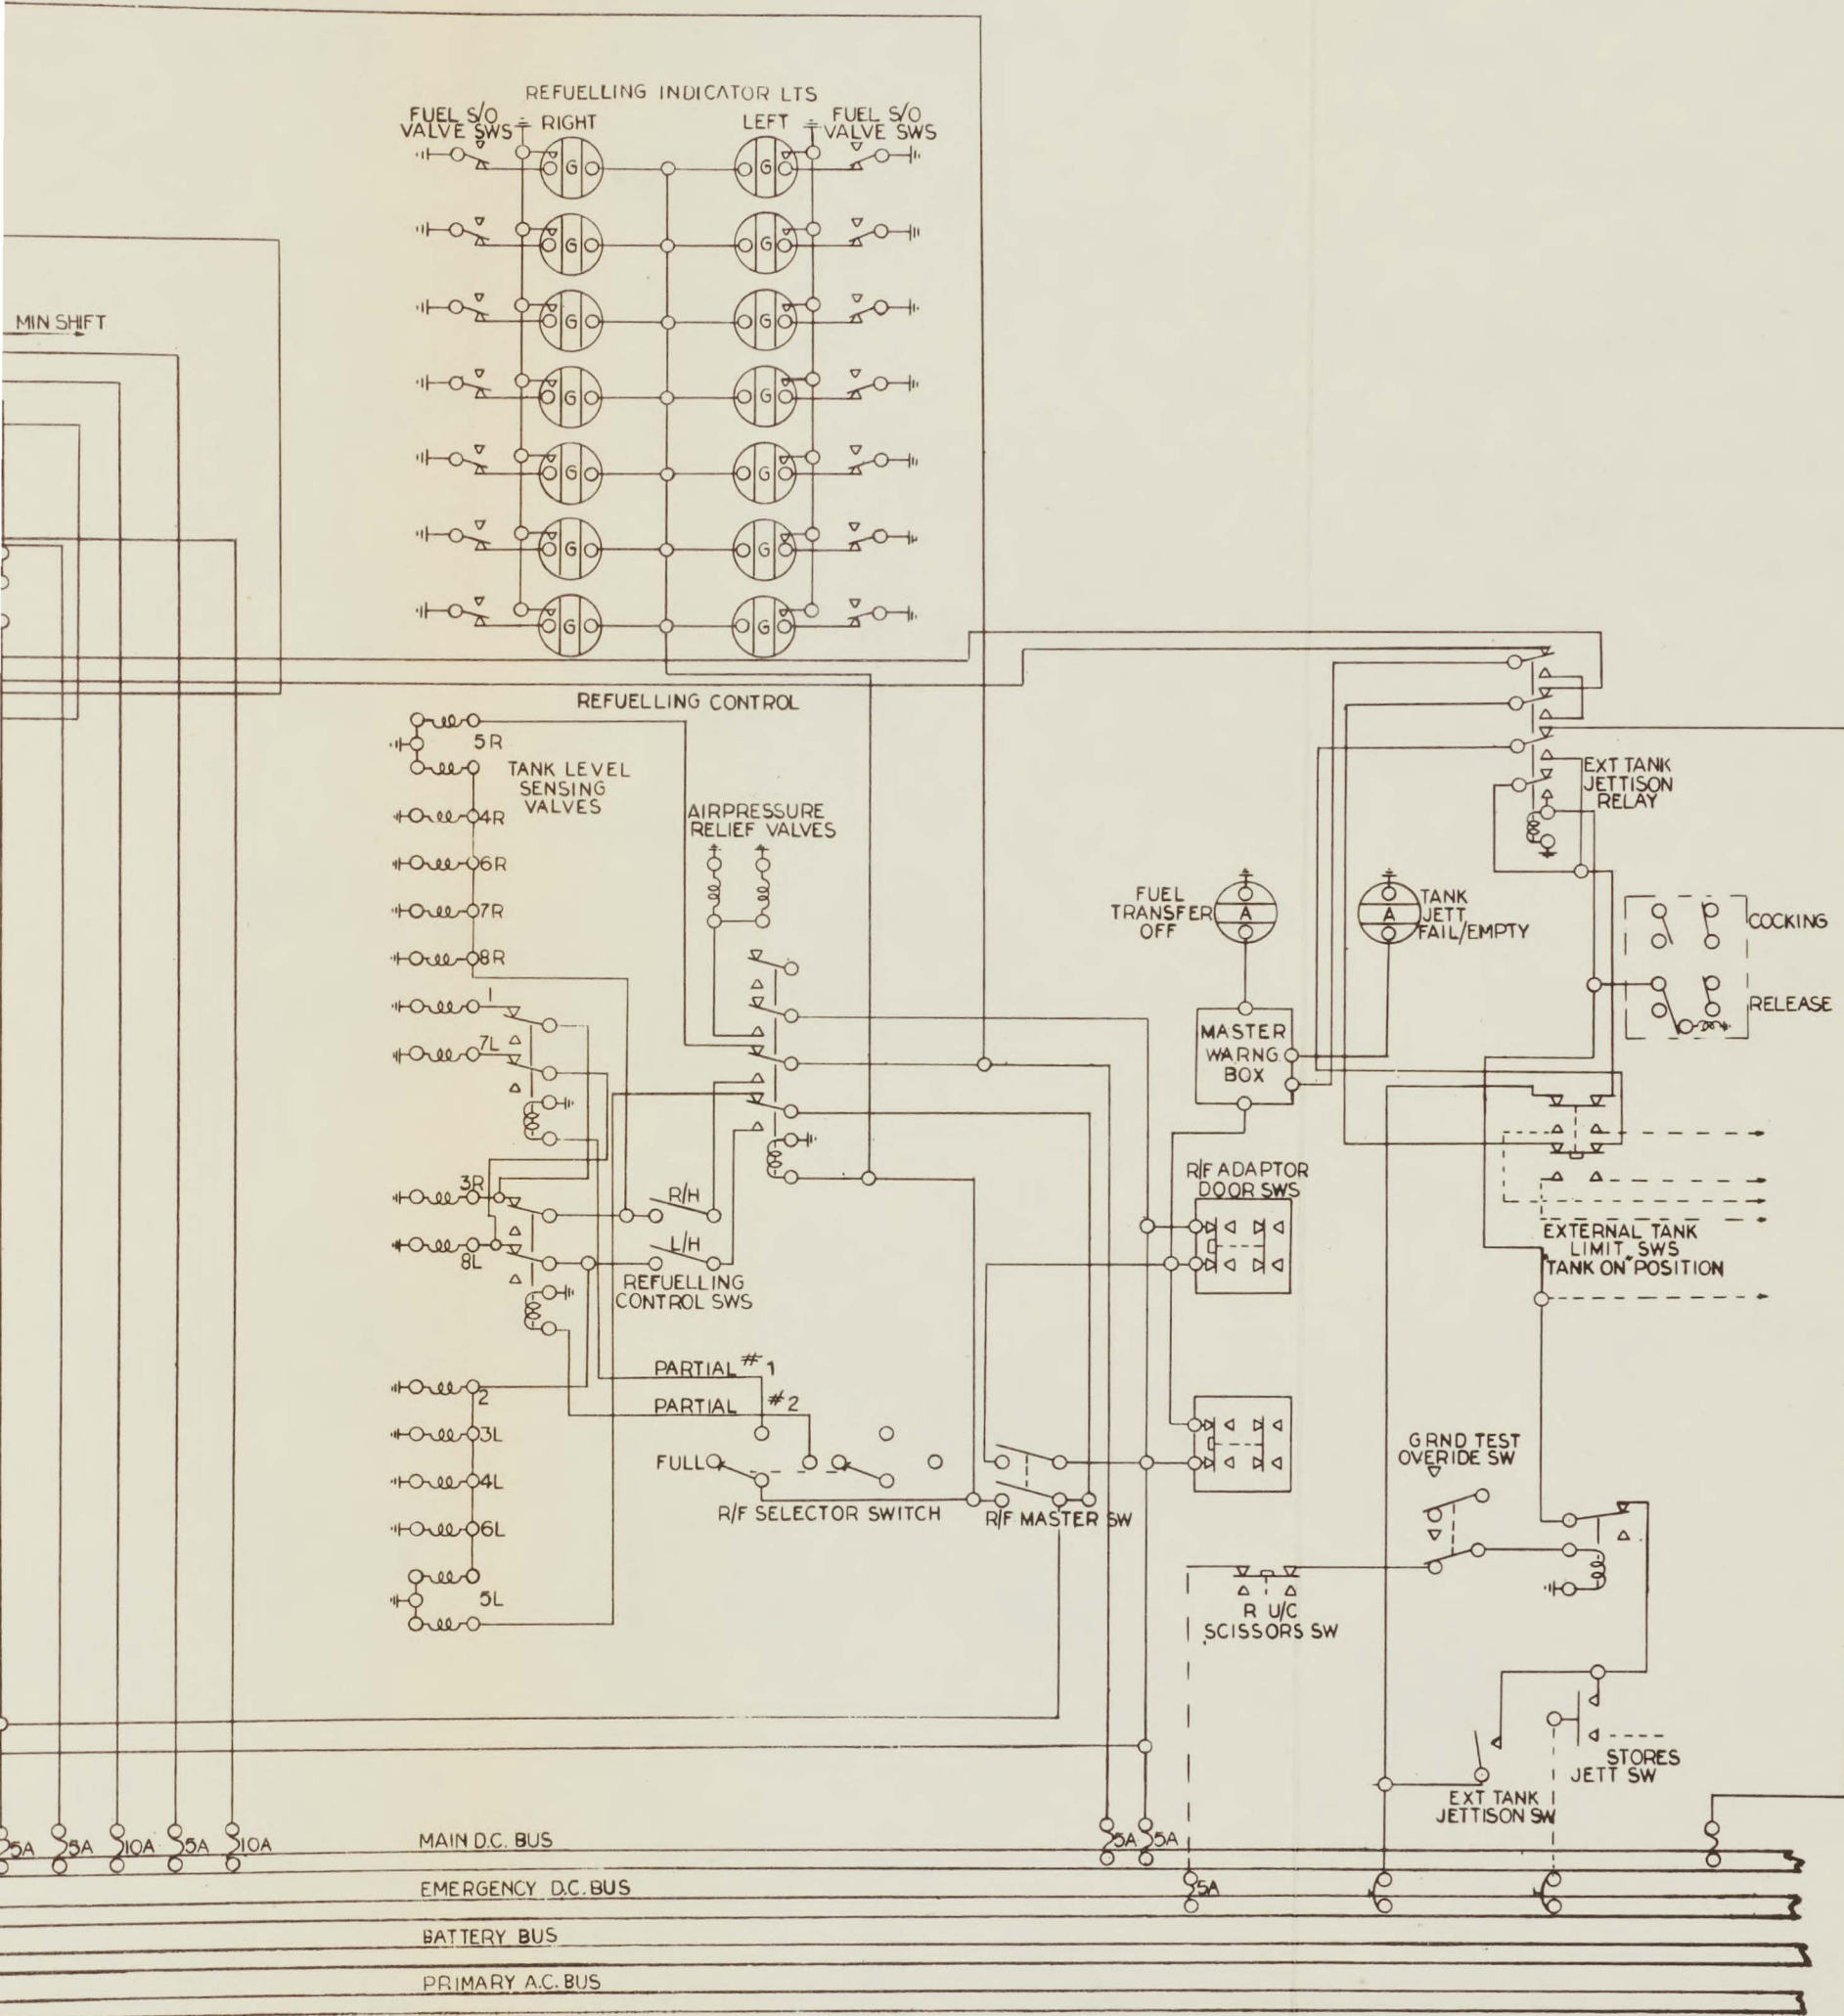 REFUELLING INDICATOR LTS
FUEL S/O
VALVE SWS
RIGHT
LEFT
FUEL S/O
VALVE SWS
G G
G G
G G
G G
G G
G G
G G
MIN SHIFT
REFUELLING CONTROL
5R
TANK LEVEL
SENSING
VALVES
4R
6R
7R
8R
1
7L
3R
8L
2
3L
4L
6L
5L
AIRPRESSURE
RELIEF VALVES
R/H
L/H
REFUELLING
CONTROL SWS
PARTIAL #1
PARTIAL #2
FULL
R/F SELECTOR SWITCH
R/F MASTER SW
EXT TANK
JETTISON
RELAY
FUEL
TRANSFER
OFF
A
A
TANK
JETT
FAIL/EMPTY
COCKING
RELEASE
MASTER
WARNG
BOX
R/F ADAPTOR
DOOR SWS
EXTERNAL TANK
LIMIT SWS
"TANK ON" POSITION
GRND TEST
OVERIDE SW
R U/C
SCISSORS SW
STORES
JETT SW
EXT TANK
JETTISON SW
5A
5A
10A
5A
10A
MAIN D.C. BUS
5A
5A
EMERGENCY D.C. BUS
5A
BATTERY BUS
PRIMARY A.C. BUS